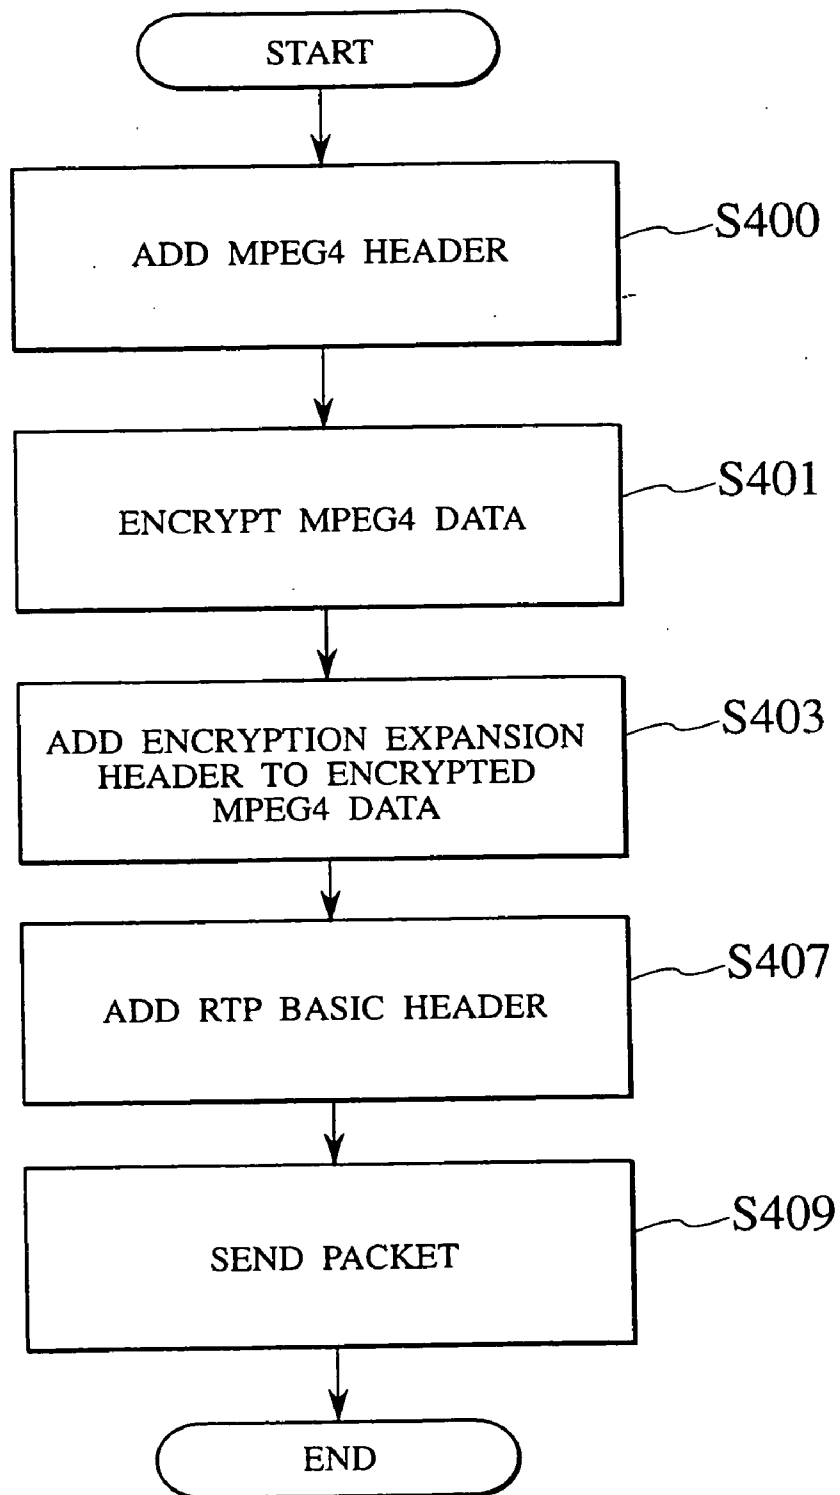 START
ADD MPEG4 HEADER
S400
ENCRYPT MPEG4 DATA
S401
ADD ENCRYPTION EXPANSION
HEADER TO ENCRYPTED
MPEG4 DATA
S403
ADD RTP BASIC HEADER
S407
SEND PACKET
S409
END